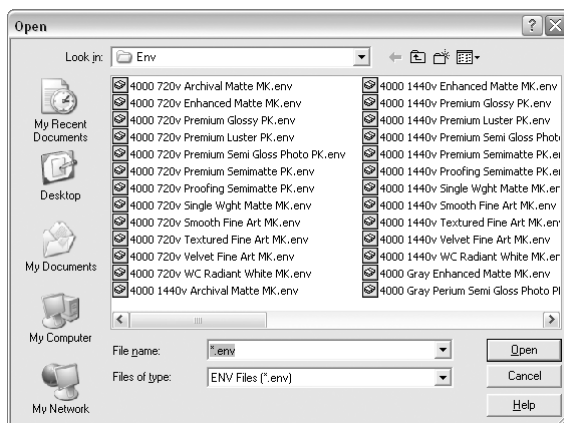 Open
Look in: Env
My Recent Documents
Desktop
My Documents
My Computer
My Network
4000 720v Archival Matte MK.env
4000 720v Enhanced Matte MK.env
4000 720v Premium Glossy PK.env
4000 720v Premium Luster PK.env
4000 720v Premium Semi Gloss Photo PK.env
4000 720v Premium Semimatte PK.env
4000 720v Proofing Semimatte PK.env
4000 720v Single Wght Matte MK.env
4000 720v Smooth Fine Art MK.env
4000 720v Textured Fine Art MK.env
4000 720v Velvet Fine Art MK.env
4000 720v WC Radiant White MK.env
4000 1440v Archival Matte MK.env
4000 1440v Enhanced Matte MK.env
4000 1440v Premium Glossy PK.env
4000 1440v Premium Luster PK.env
4000 1440v Premium Semi Gloss Phot
4000 1440v Premium Semimatte PK.e
4000 1440v Proofing Semimatte PK.e
4000 1440v Single Wght Matte MK.er
4000 1440v Smooth Fine Art MK.env
4000 1440v Textured Fine Art MK.en
4000 1440v Velvet Fine Art MK.env
4000 1440v WC Radiant White MK.en
4000 Gray Enhanced Matte MK.env
4000 Gray Perium Semi Gloss Photo P
File name: *.env
Open
Files of type: ENV Files (*.env)
Cancel
Help